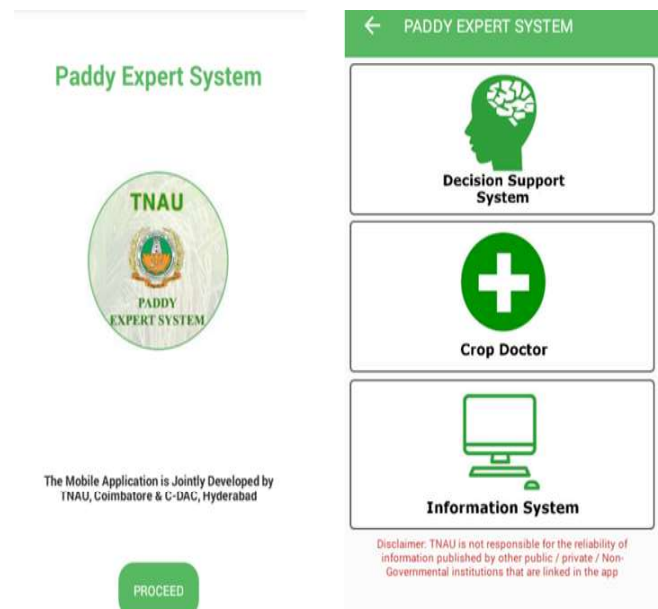 Paddy Expert System
TNAU
PADDY
EXPERT SYSTEM
The Mobile Application is Jointly Developed by
TNAU, Coimbatore & C-DAC, Hyderabad
PROCEED
PADDY EXPERT SYSTEM
Decision Support
System
Crop Doctor
Information System
Disclaimer: TNAU is not responsible for the reliability of
information published by other public / private / Non-
Governmental institutions that are linked in the app